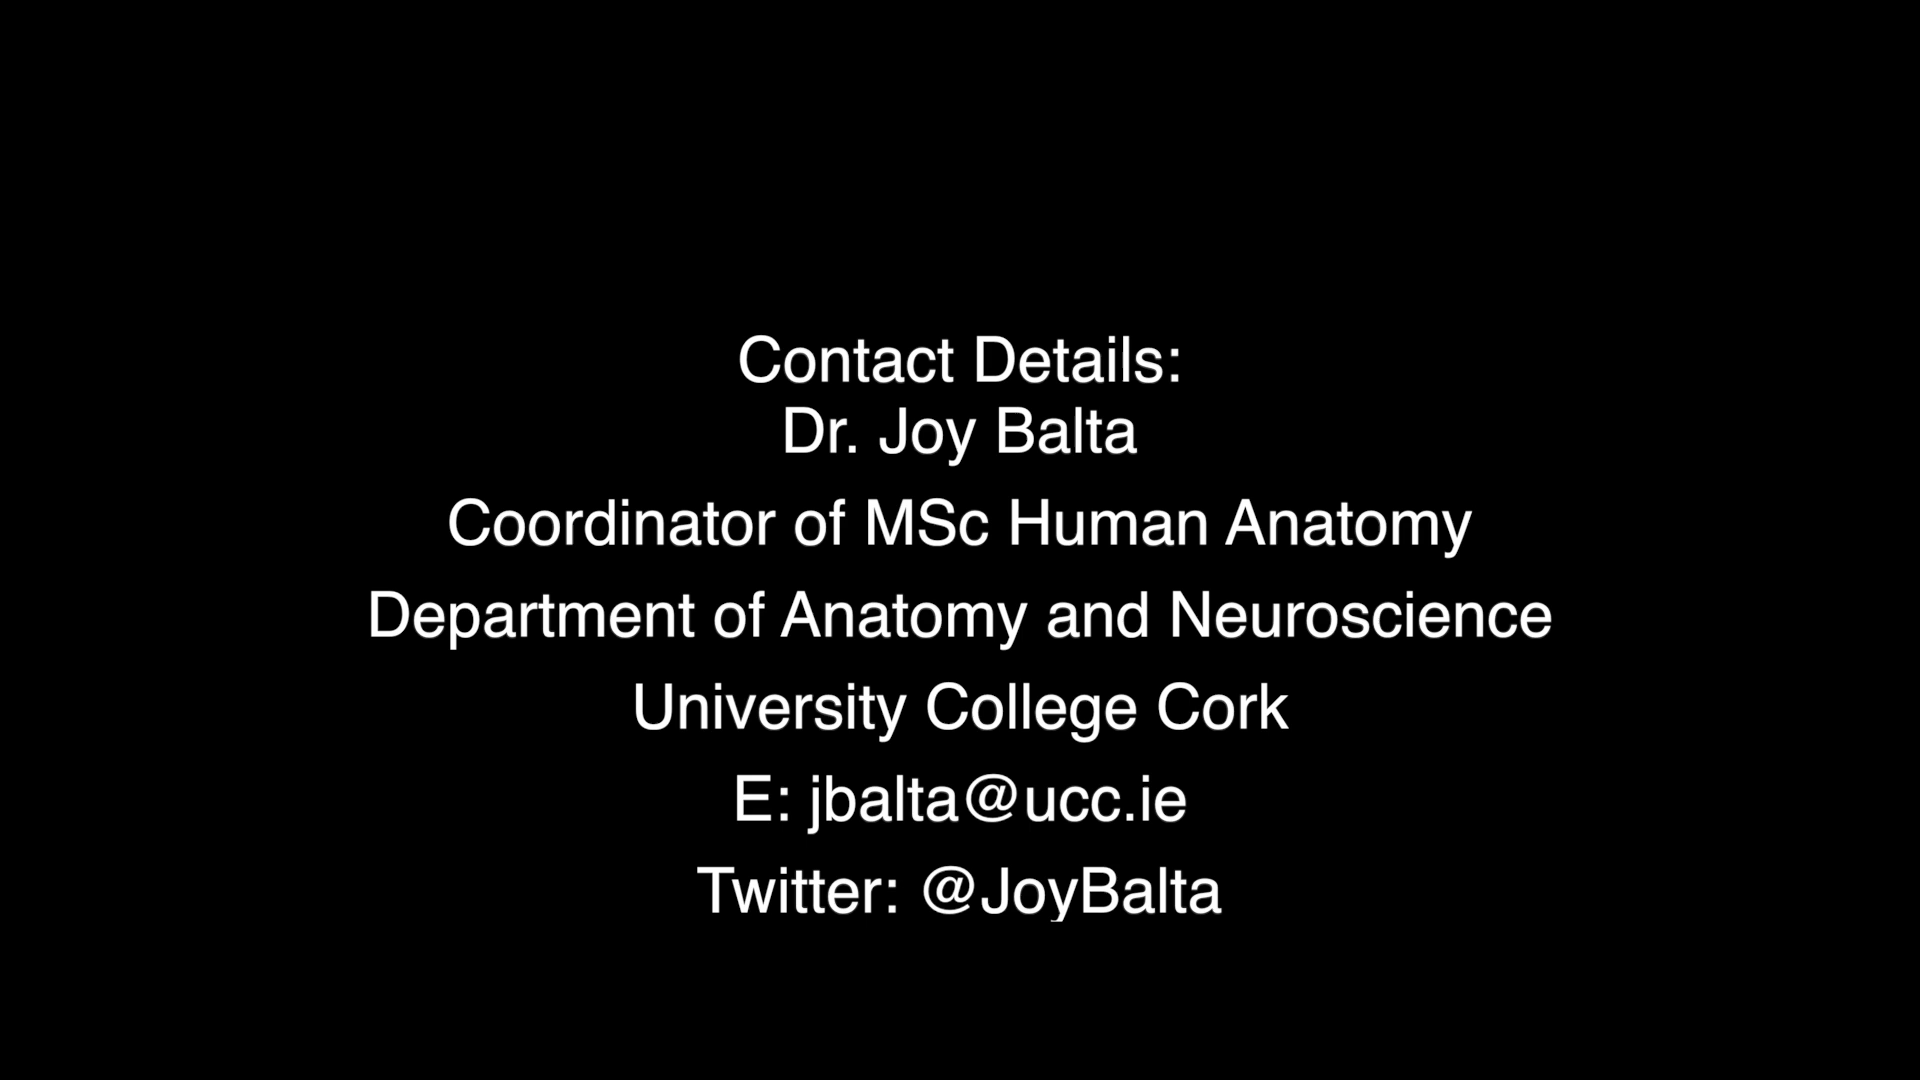 Contact Details:
Dr. Joy Balta
Coordinator of MSc Human Anatomy
Department of Anatomy and Neuroscience
University College Cork
E: jbalta@ucc.ie
Twitter: @JoyBalta